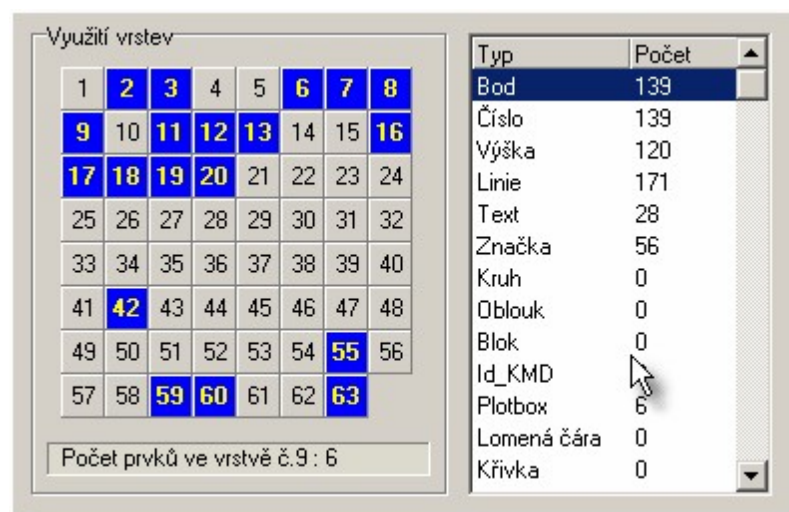 Využití vrstev
1 2 3 4 5 6 7 8
9 10 11 12 13 14 15 16
17 18 19 20 21 22 23 24
25 26 27 28 29 30 31 32
33 34 35 36 37 38 39 40
41 42 43 44 45 46 47 48
49 50 51 52 53 54 55 56
57 58 59 60 61 62 63
Počet prvků ve vrstvě č.9 : 6
Typ Počet
Bod 139
Číslo 139
Výška 120
Linie 171
Text 28
Značka 56
Kruh 0
Oblouk 0
Blok 0
Id_KMD
Plotbox 6
Lomená čára 0
Křivka 0